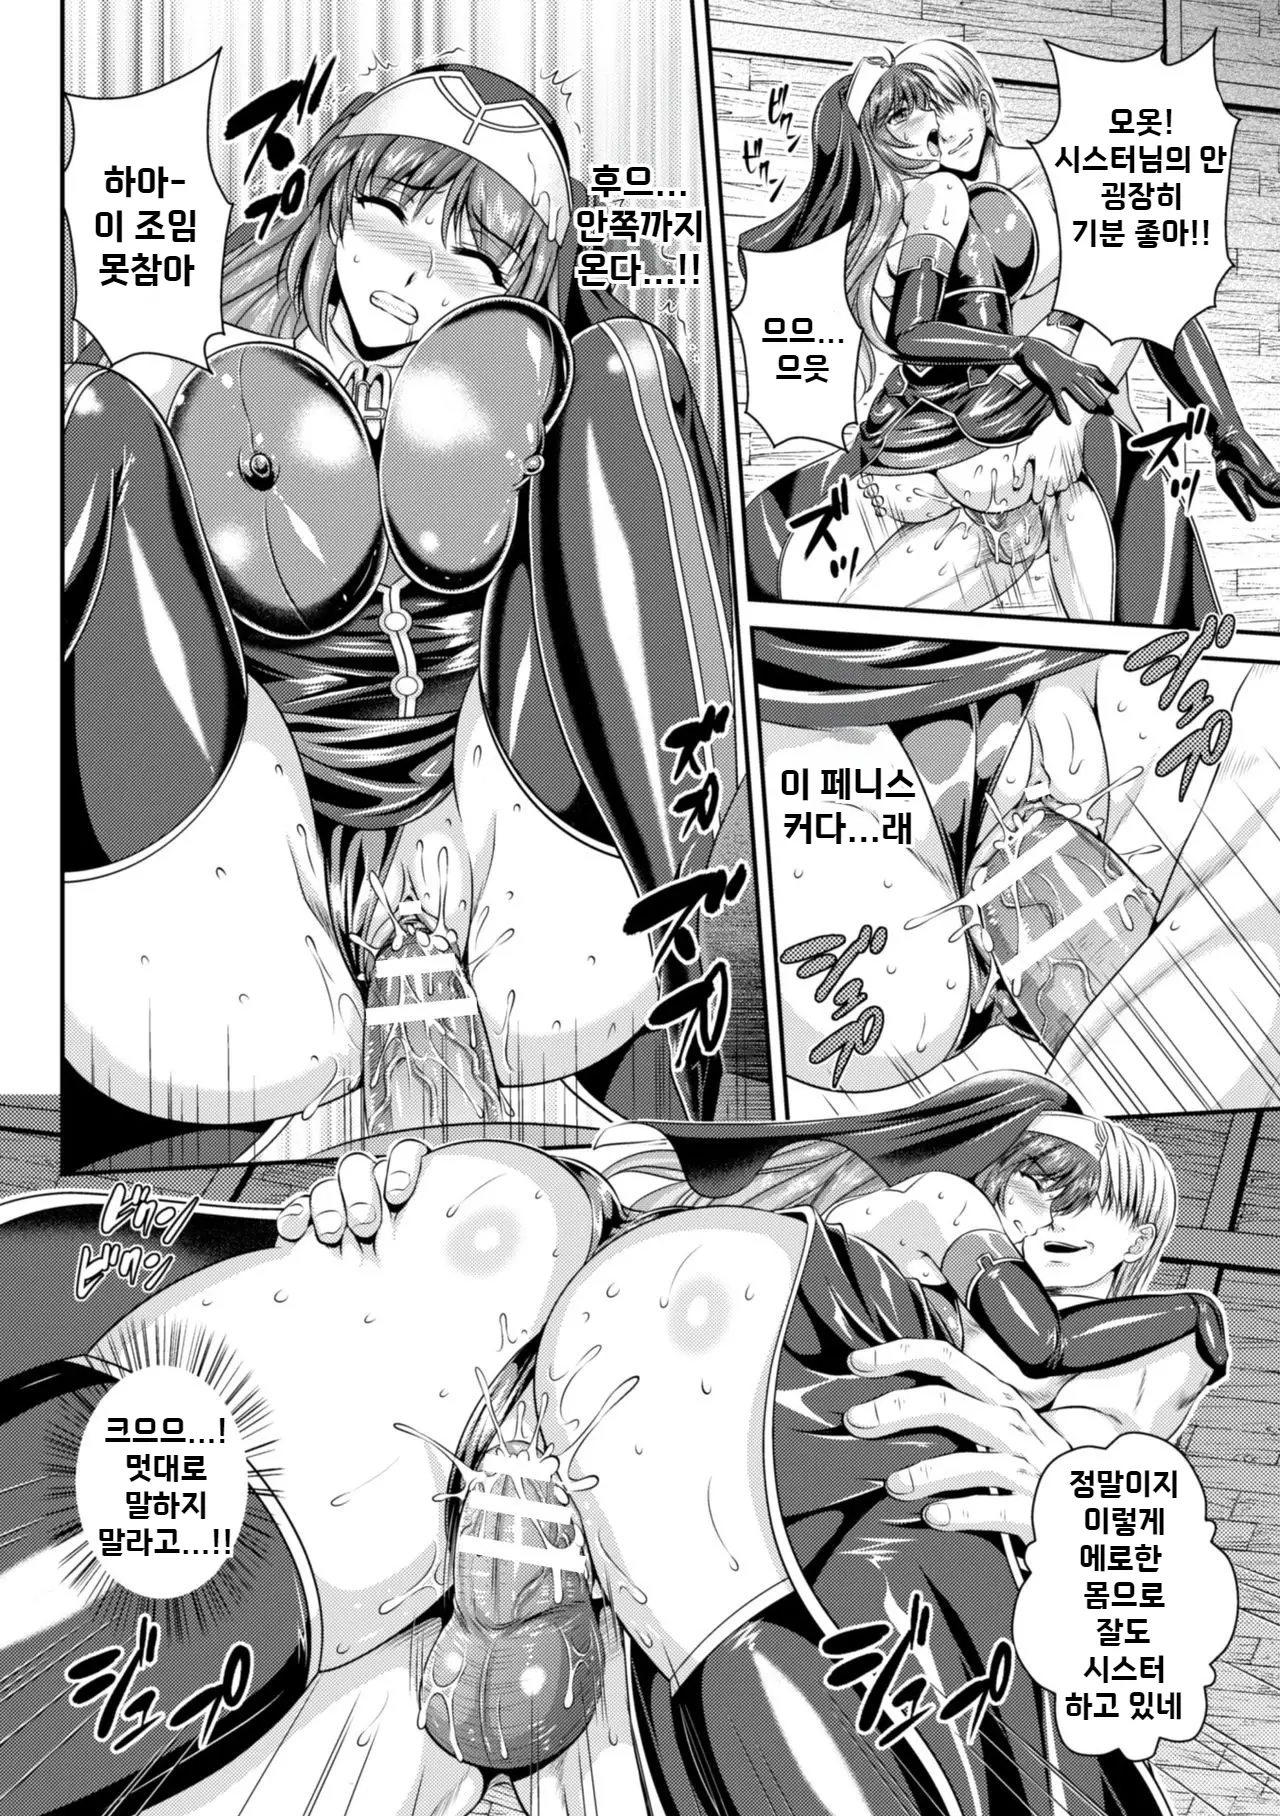 오옷!
시스터님의 안
굉장히
기분 좋아!!
으으...
으읏
이 페니스
커다...래
후으...
안쪽까지
온다...!!
하아-
이 조임
못참아
정말이지
이렇게
에로한
몸으로
잘도
시스터
하고 있네
크으으...!
멋대로
말하지
말라고...!!